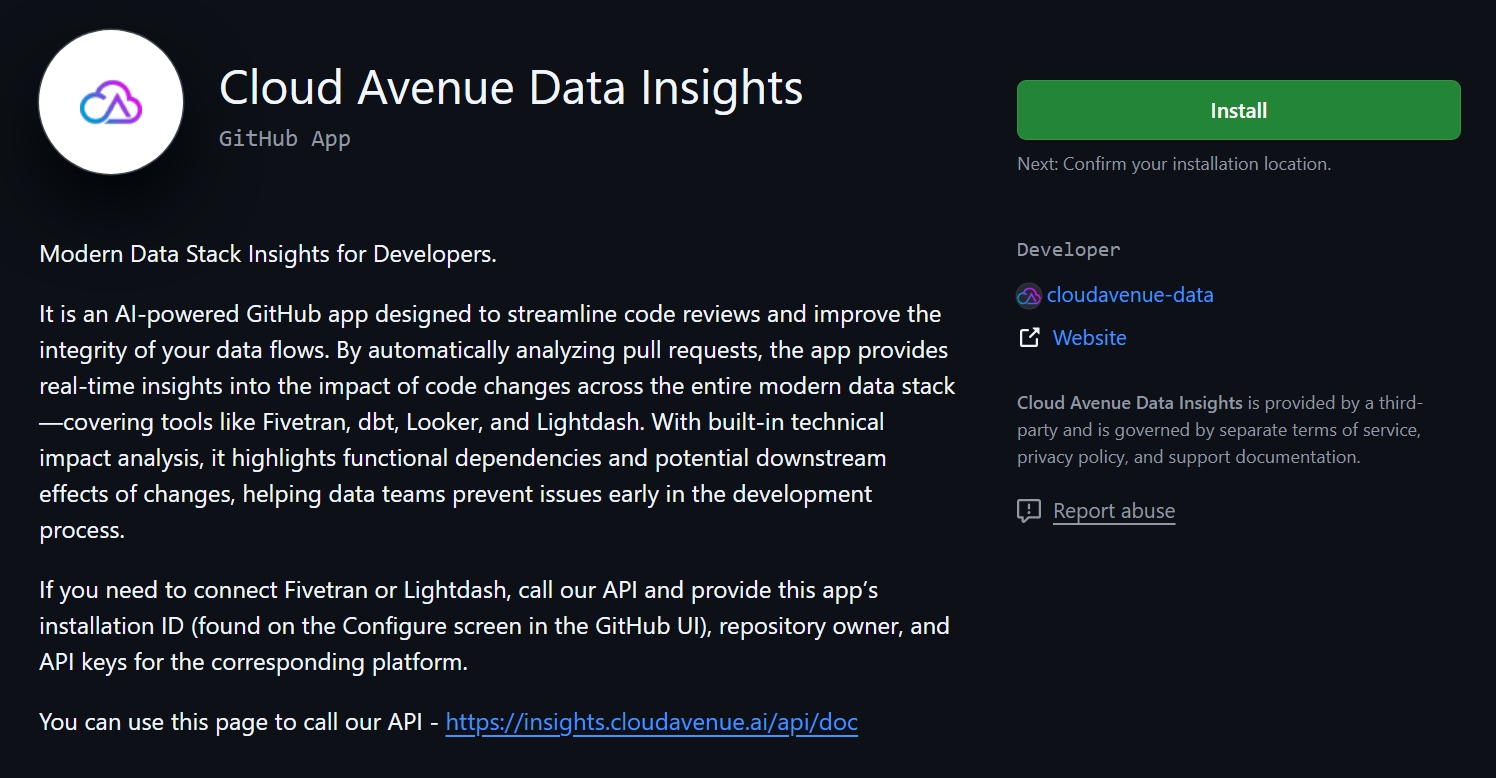 Cloud Avenue Data Insights
GitHub App
Modern Data Stack Insights for Developers.
It is an AI-powered GitHub app designed to streamline code reviews and improve the
integrity of your data flows. By automatically analyzing pull requests, the app provides
real-time insights into the impact of code changes across the entire modern data stack
—covering tools like Fivetran, dbt, Looker, and Lightdash. With built-in technical
impact analysis, it highlights functional dependencies and potential downstream
effects of changes, helping data teams prevent issues early in the development
process.
If you need to connect Fivetran or Lightdash, call our API and provide this app’s
installation ID (found on the Configure screen in the GitHub UI), repository owner, and
API keys for the corresponding platform.
You can use this page to call our API - https://insights.cloudavenue.ai/api/doc
Install
Next: Confirm your installation location.
Developer
cloudavenue-data
Website
Cloud Avenue Data Insights is provided by a third-
party and is governed by separate terms of service,
privacy policy, and support documentation.
Report abuse